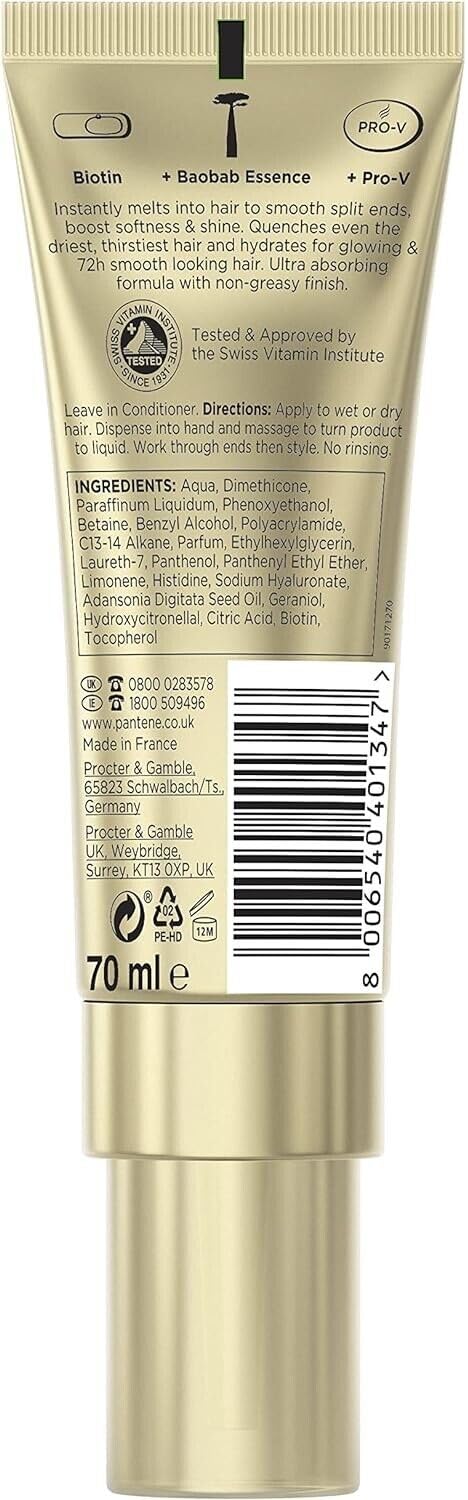 PRO-V
Biotin + Baobab Essence + Pro-V
Instantly melts into hair to smooth split ends,
boost softness & shine. Quenches even the
driest, thirstiest hair and hydrates for glowing &
72h smooth looking hair. Ultra absorbing
formula with non-greasy finish.
SWISS VITAMIN INSTITUTE
TESTED
SINCE 1931
Tested & Approved by
the Swiss Vitamin Institute
Leave in Conditioner. Directions: Apply to wet or dry
hair. Dispense into hand and massage to turn product
to liquid. Work through ends then style. No rinsing.
INGREDIENTS: Aqua, Dimethicone,
Paraffinum Liquidum, Phenoxyethanol,
Betaine, Benzyl Alcohol, Polyacrylamide,
C13-14 Alkane, Parfum, Ethylhexylglycerin,
Laureth-7, Panthenol, Panthenyl Ethyl Ether,
Limonene, Histidine, Sodium Hyaluronate,
Adansonia Digitata Seed Oil, Geraniol,
Hydroxycitronellal, Citric Acid, Biotin,
Tocopherol
90171270
UK 0800 0283578
IE 1800 509496
www.pantene.co.uk
Made in France
Procter & Gamble,
65823 Schwalbach/Ts.,
Germany
Procter & Gamble
UK, Weybridge,
Surrey, KT13 0XP, UK
®
02
PE-HD
12M
70 ml e
8 006540 401347 >